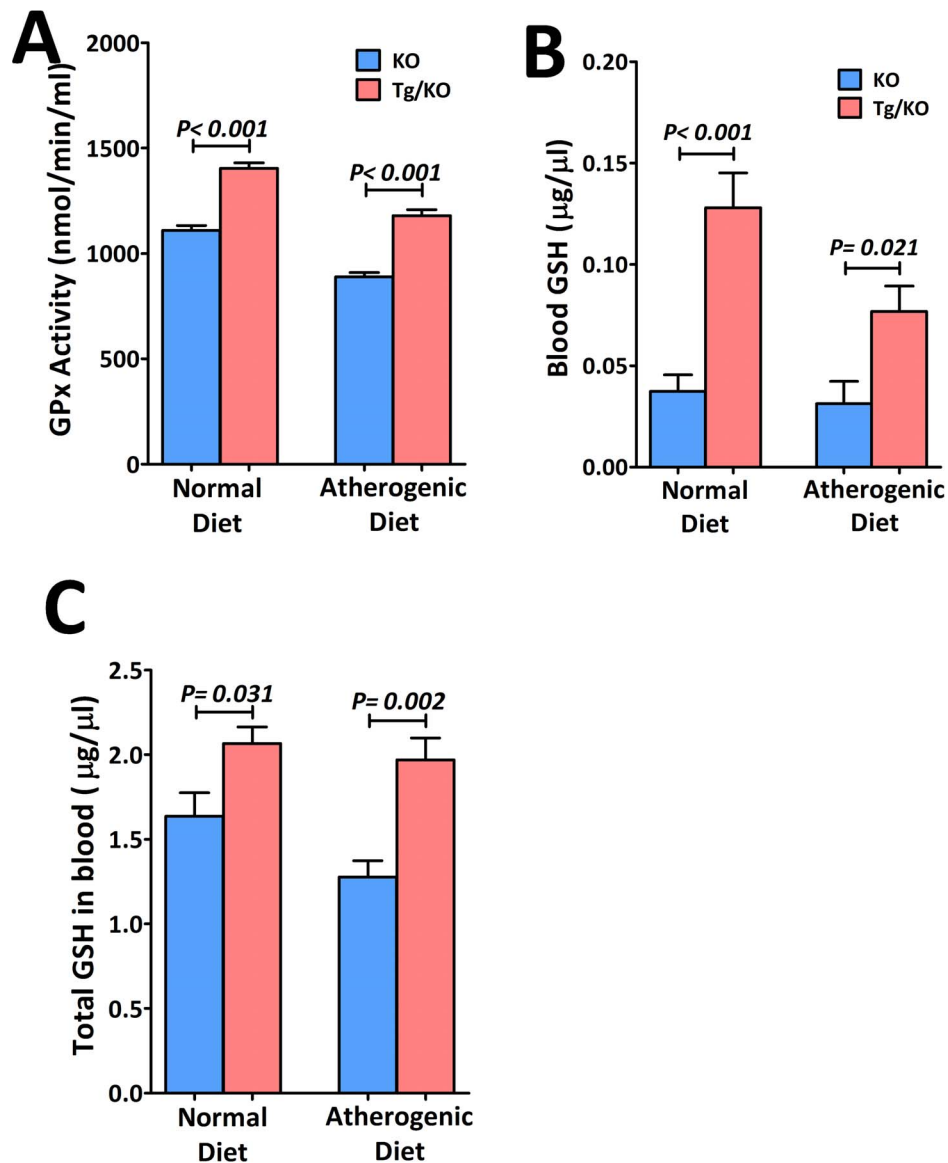 A
GPx Activity (nmol/min/ml)
2000
1500
1000
500
0
KO
Tg/KO
P< 0.001
P< 0.001
Normal
Diet
Atherogenic
Diet
B
Blood GSH (µg/µl)
0.20
0.15
0.10
0.05
0.00
KO
Tg/KO
P< 0.001
P= 0.021
Normal
Diet
Atherogenic
Diet
C
Total GSH in blood ( µg/µl)
2.5
2.0
1.5
1.0
0.5
0.0
P= 0.031
P= 0.002
Normal
Diet
Atherogenic
Diet